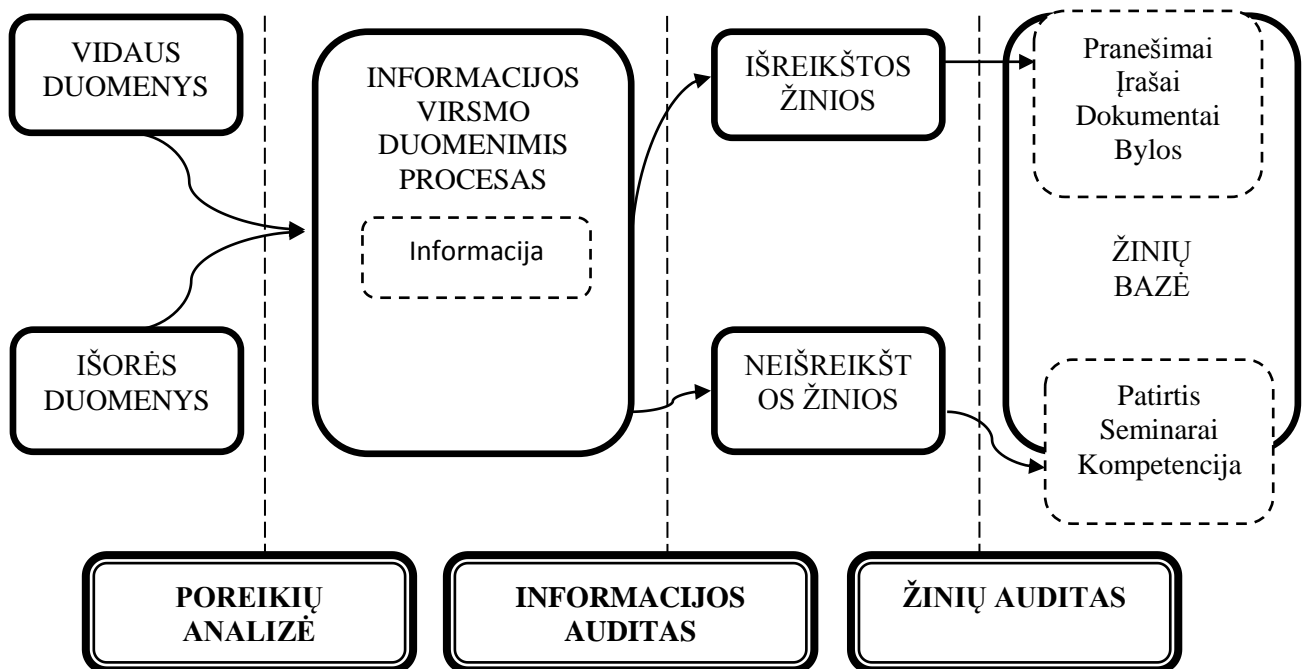 VIDAUS
DUOMENYS
IŠORĖS
DUOMENYS
INFORMACIJOS
VIRSMO
DUOMENIMIS
PROCESAS
Informacija
IŠREIKŠTOS
ŽINIOS
NEIŠREIKŠT
OS ŽINIOS
Pranešimai
Įrašai
Dokumentai
Bylos
ŽINIŲ
BAZĖ
Patirtis
Seminarai
Kompetencija
POREIKIŲ
ANALIZĖ
INFORMACIJOS
AUDITAS
ŽINIŲ AUDITAS